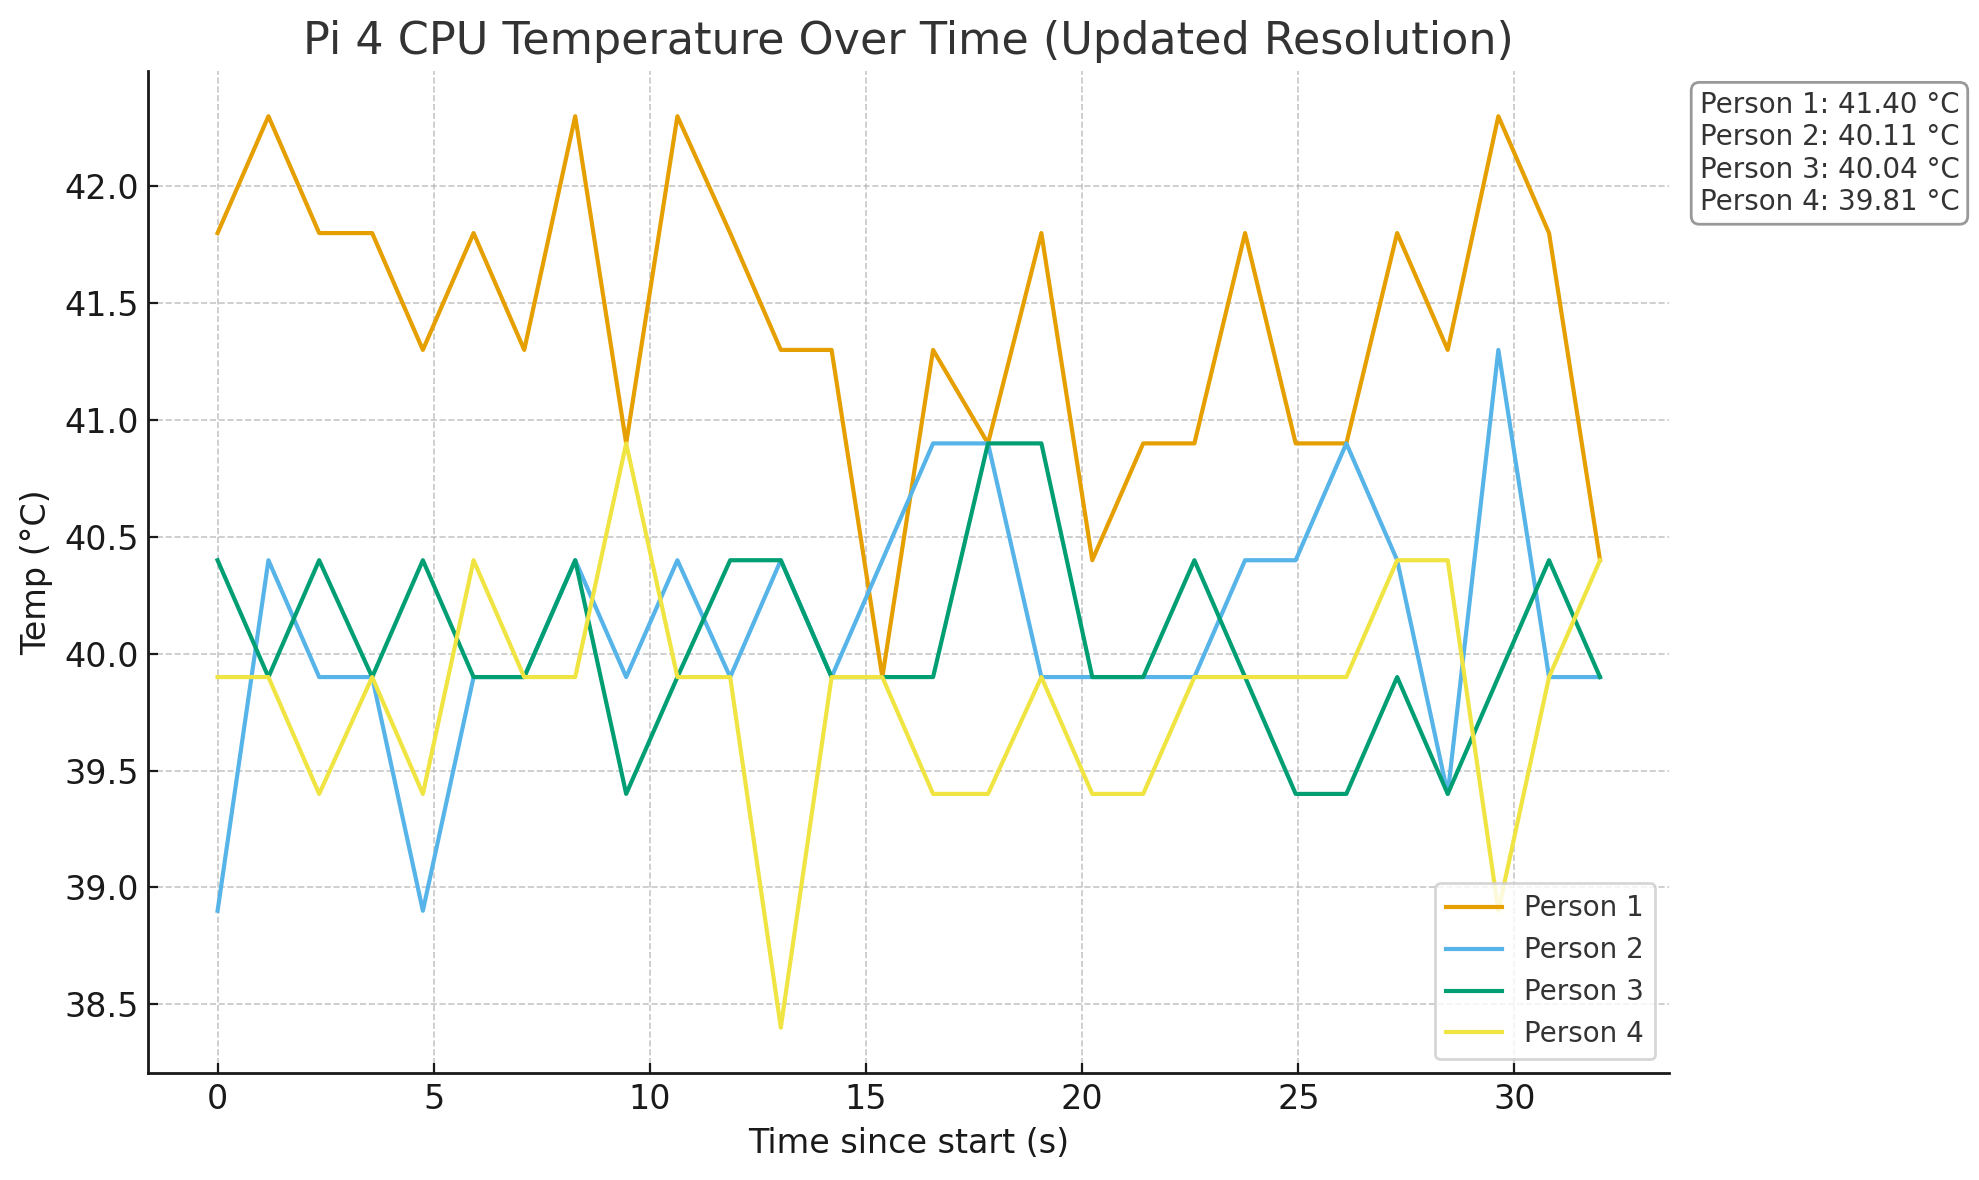 Pi 4 CPU Temperature Over Time (Updated Resolution)
Person 1: 41.40 °C
Person 2: 40.11 °C
Person 3: 40.04 °C
Person 4: 39.81 °C
Temp (°C)
42.0
41.5
41.0
40.5
40.0
39.5
39.0
38.5
Person 1
Person 2
Person 3
Person 4
0 5 10 15 20 25 30
Time since start (s)